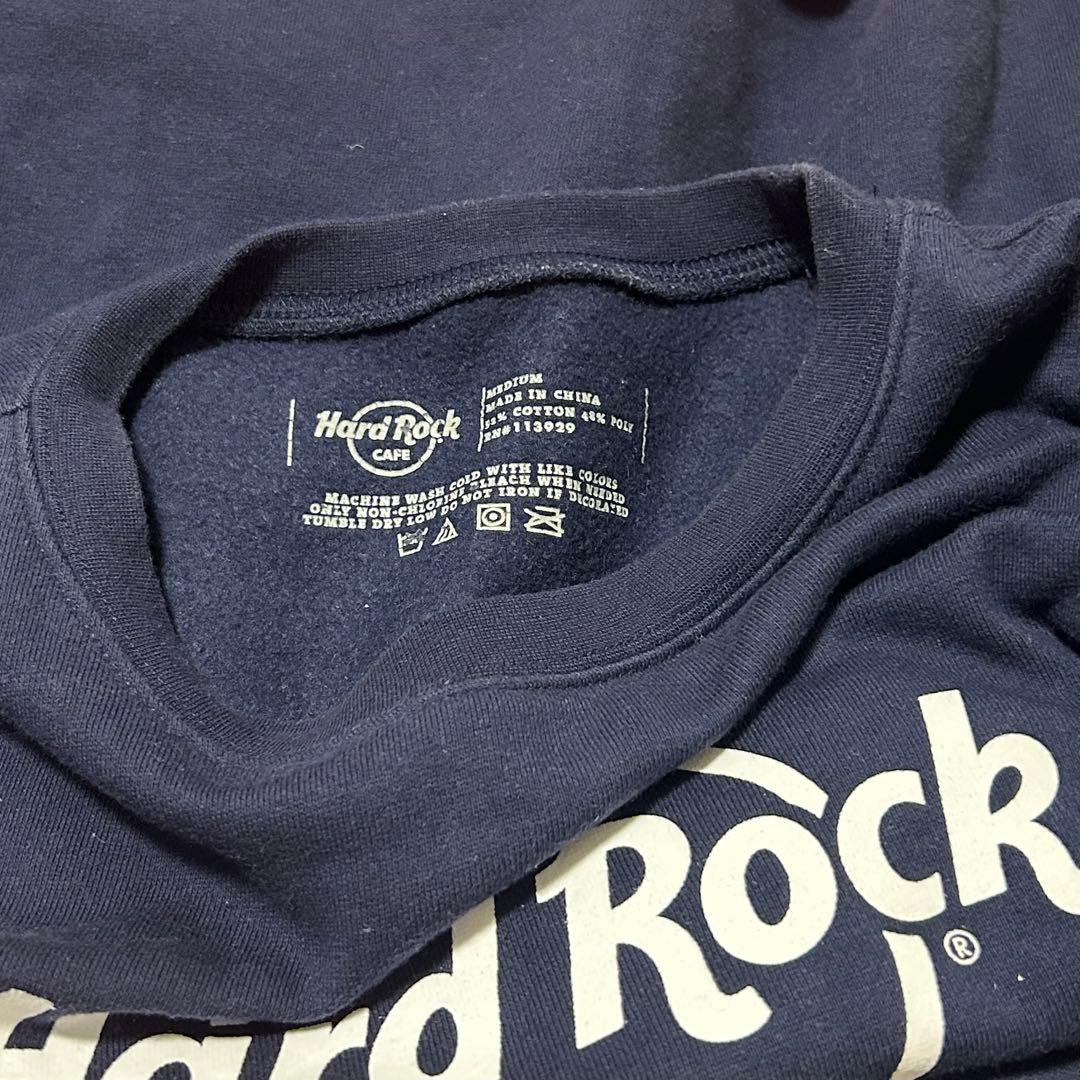 Hard Rock
CAFE
MEDIUM
MADE IN CHINA
52% COTTON 48% POLY
RN# 113929
MACHINE WASH COLD WITH LIKE COLORS
ONLY NON-CHLORINE BLEACH WHEN NEEDED
TUMBLE DRY LOW DO NOT IRON IF DECORATED
Hard Rock
®